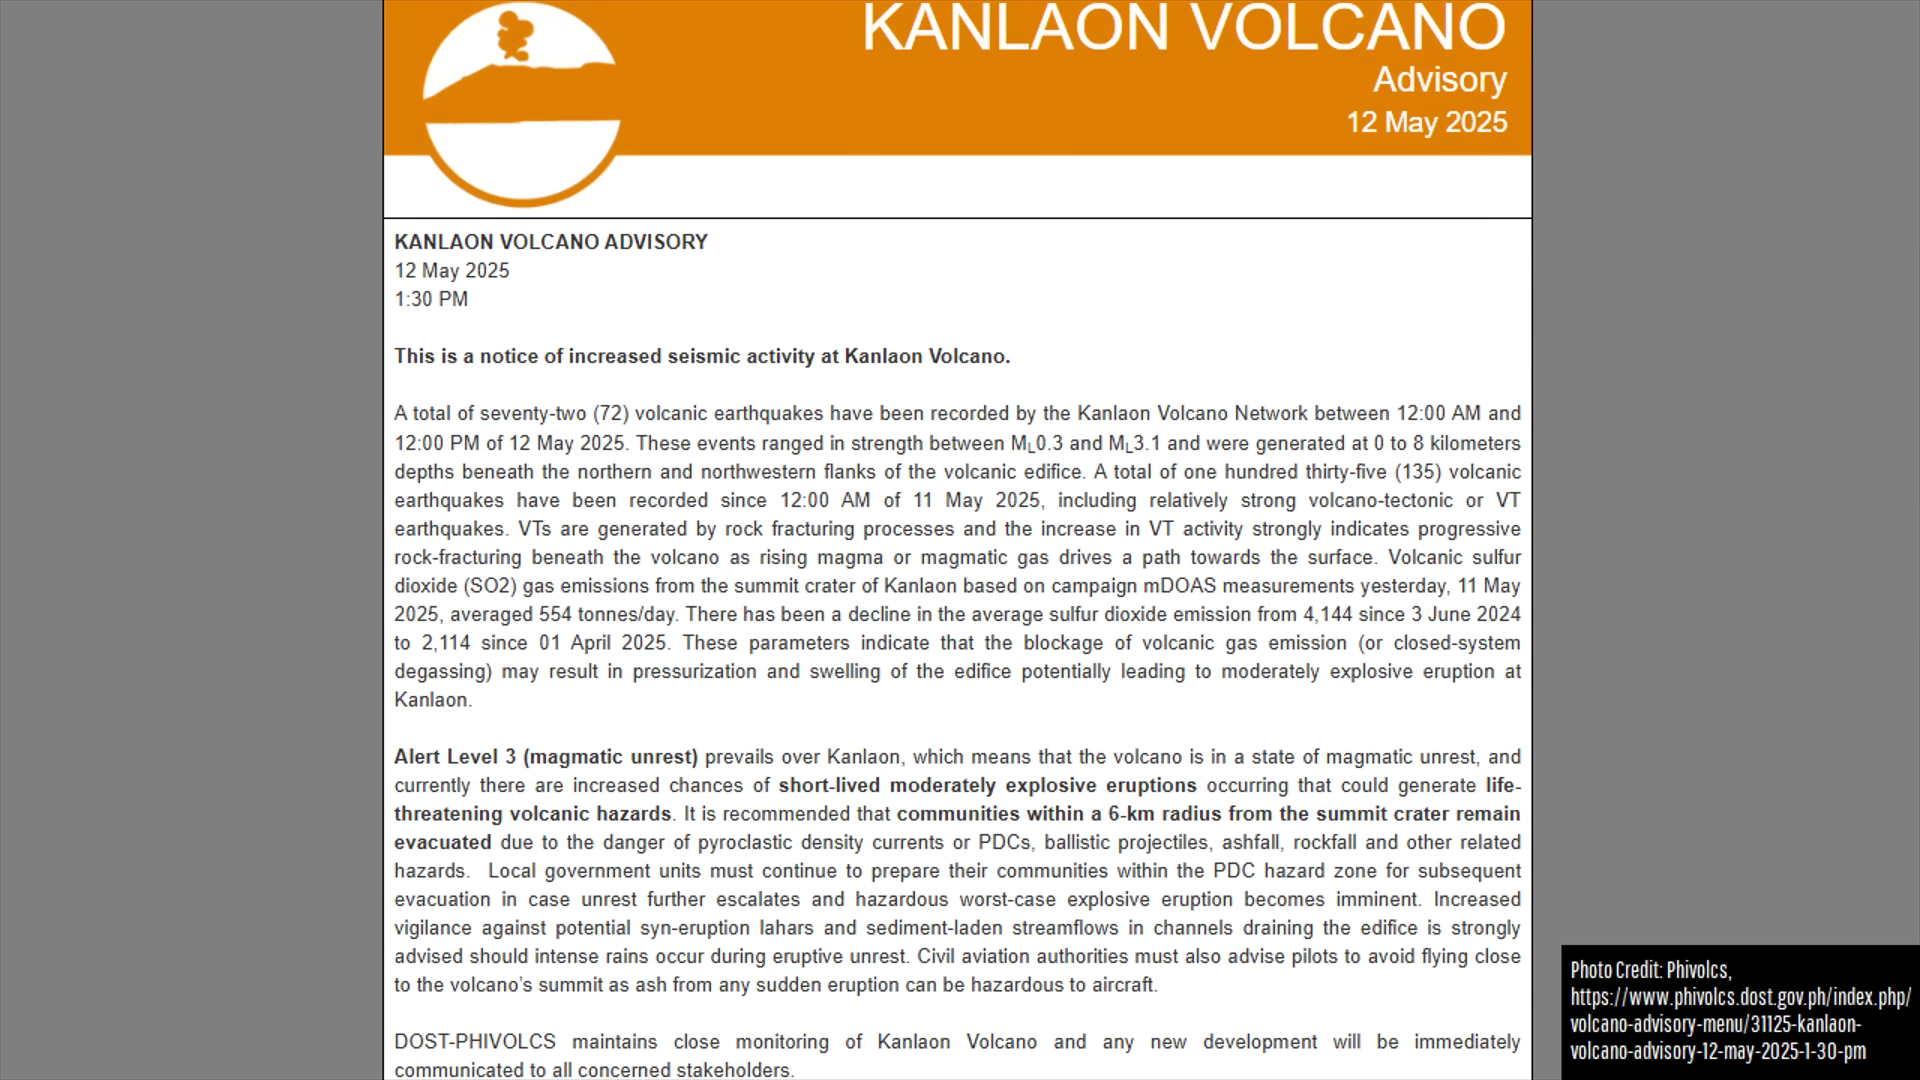 KANLAON VOLCANO
Advisory
12 May 2025
KANLAON VOLCANO ADVISORY
12 May 2025
1:30 PM
This is a notice of increased seismic activity at Kanlaon Volcano.
A total of seventy-two (72) volcanic earthquakes have been recorded by the Kanlaon Volcano Network between 12:00 AM and
12:00 PM of 12 May 2025. These events ranged in strength between ML0.3 and ML3.1 and were generated at 0 to 8 kilometers
depths beneath the northern and northwestern flanks of the volcanic edifice. A total of one hundred thirty-five (135) volcanic
earthquakes have been recorded since 12:00 AM of 11 May 2025, including relatively strong volcano-tectonic or VT
earthquakes. VTs are generated by rock fracturing processes and the increase in VT activity strongly indicates progressive
rock-fracturing beneath the volcano as rising magma or magmatic gas drives a path towards the surface. Volcanic sulfur
dioxide (SO2) gas emissions from the summit crater of Kanlaon based on campaign mDOAS measurements yesterday, 11 May
2025, averaged 554 tonnes/day. There has been a decline in the average sulfur dioxide emission from 4,144 since 3 June 2024
to 2,114 since 01 April 2025. These parameters indicate that the blockage of volcanic gas emission (or closed-system
degassing) may result in pressurization and swelling of the edifice potentially leading to moderately explosive eruption at
Kanlaon.
Alert Level 3 (magmatic unrest) prevails over Kanlaon, which means that the volcano is in a state of magmatic unrest, and
currently there are increased chances of short-lived moderately explosive eruptions occurring that could generate life-
threatening volcanic hazards. It is recommended that communities within a 6-km radius from the summit crater remain
evacuated due to the danger of pyroclastic density currents or PDCs, ballistic projectiles, ashfall, rockfall and other related
hazards.  Local government units must continue to prepare their communities within the PDC hazard zone for subsequent
evacuation in case unrest further escalates and hazardous worst-case explosive eruption becomes imminent. Increased
vigilance against potential syn-eruption lahars and sediment-laden streamflows in channels draining the edifice is strongly
advised should intense rains occur during eruptive unrest. Civil aviation authorities must also advise pilots to avoid flying close
to the volcano’s summit as ash from any sudden eruption can be hazardous to aircraft.
DOST-PHIVOLCS maintains close monitoring of Kanlaon Volcano and any new development will be immediately
communicated to all concerned stakeholders.
Photo Credit: Phivolcs,
https://www.phivolcs.dost.gov.ph/index.php/
volcano-advisory-menu/31125-kanlaon-
volcano-advisory-12-may-2025-1-30-pm